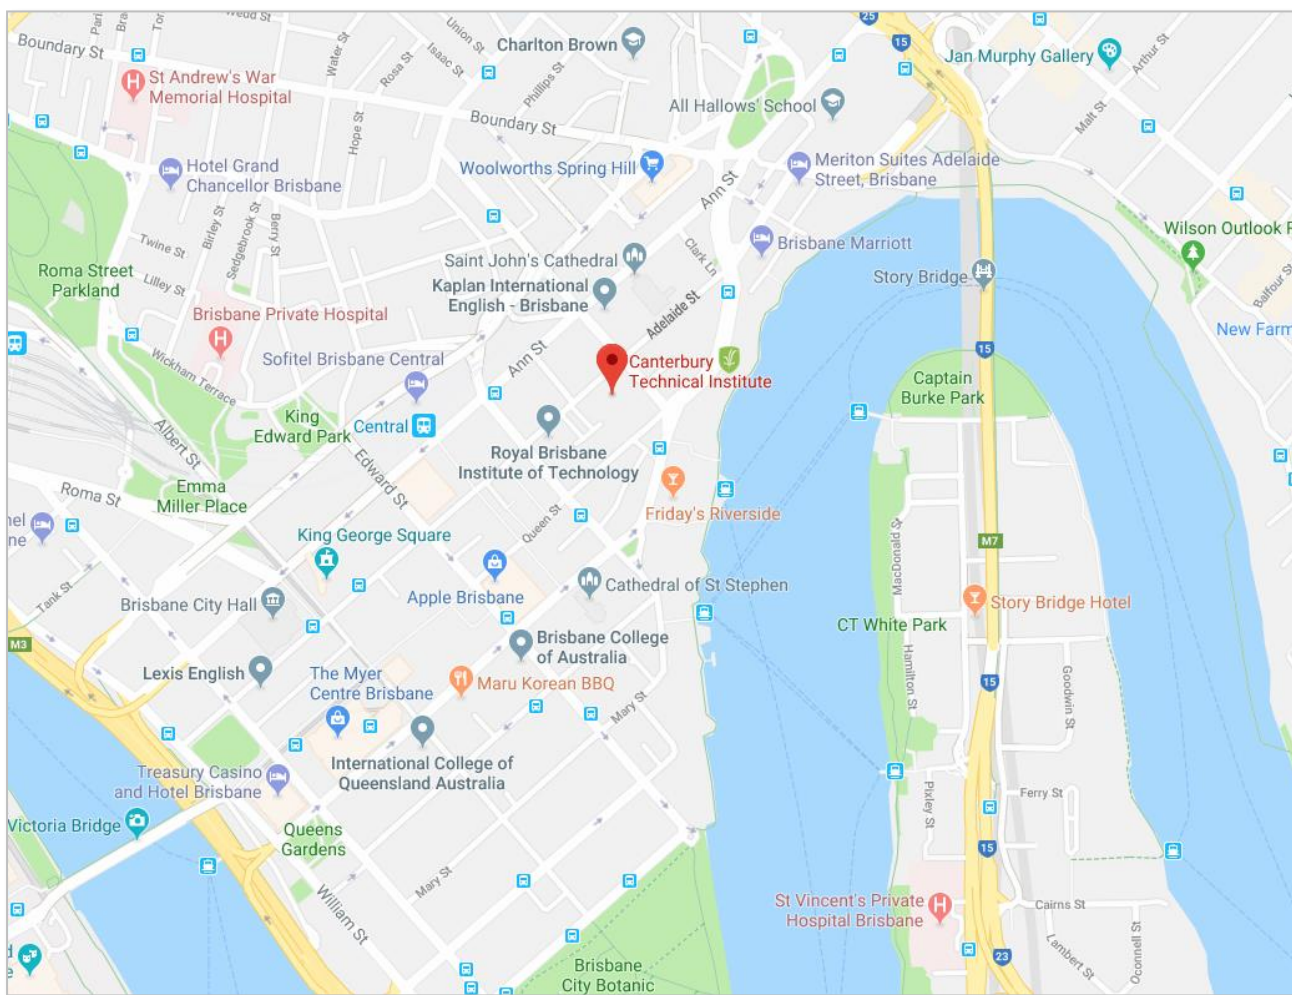 Wedd St
Union St
25
15
Boundary St
Water St
Rosa St
Isaac St
Charlton Brown
Jan Murphy Gallery
Arthur St
St Andrew's War
Memorial Hospital
Phillips St
All Hallows' School
Malt St
Hope St
Boundary St
Hotel Grand
Chancellor Brisbane
Woolworths Spring Hill
Meriton Suites Adelaide
Street, Brisbane
Ann St
Birley St
Sedgebrook St
Berry St
Twine St
Clark Ln
Brisbane Marriott
Wilson Outlook
Saint John's Cathedral
Roma Street
Parkland
Lilley St
Kaplan International
English - Brisbane
Story Bridge
Balfour St
Brisbane Private Hospital
Adelaide St
New Farm
Wickham Terrace
Sofitel Brisbane Central
Ann St
15
Canterbury
Technical Institute
Captain
Burke Park
King
Edward Park
Central
Albert St
Edward St
Royal Brisbane
Institute of Technology
Roma St
Emma
Miller Place
Friday's Riverside
Queen St
King George Square
MacDonald St
M7
Tank St
Brisbane City Hall
Apple Brisbane
Cathedral of St Stephen
Story Bridge Hotel
CT White Park
M3
Brisbane College
of Australia
Lexis English
The Myer
Centre Brisbane
Maru Korean BBQ
Hamilton St
15
Goodwin St
Mary St
International College of
Queensland Australia
Treasury Casino
and Hotel Brisbane
Pixley St
Ferry St
Victoria Bridge
Queens
Gardens
15
Mary St
William St
St Vincent's Private
Hospital Brisbane
Cairns St
Lambert St
Oconnell St
23
Brisbane
City Botanic